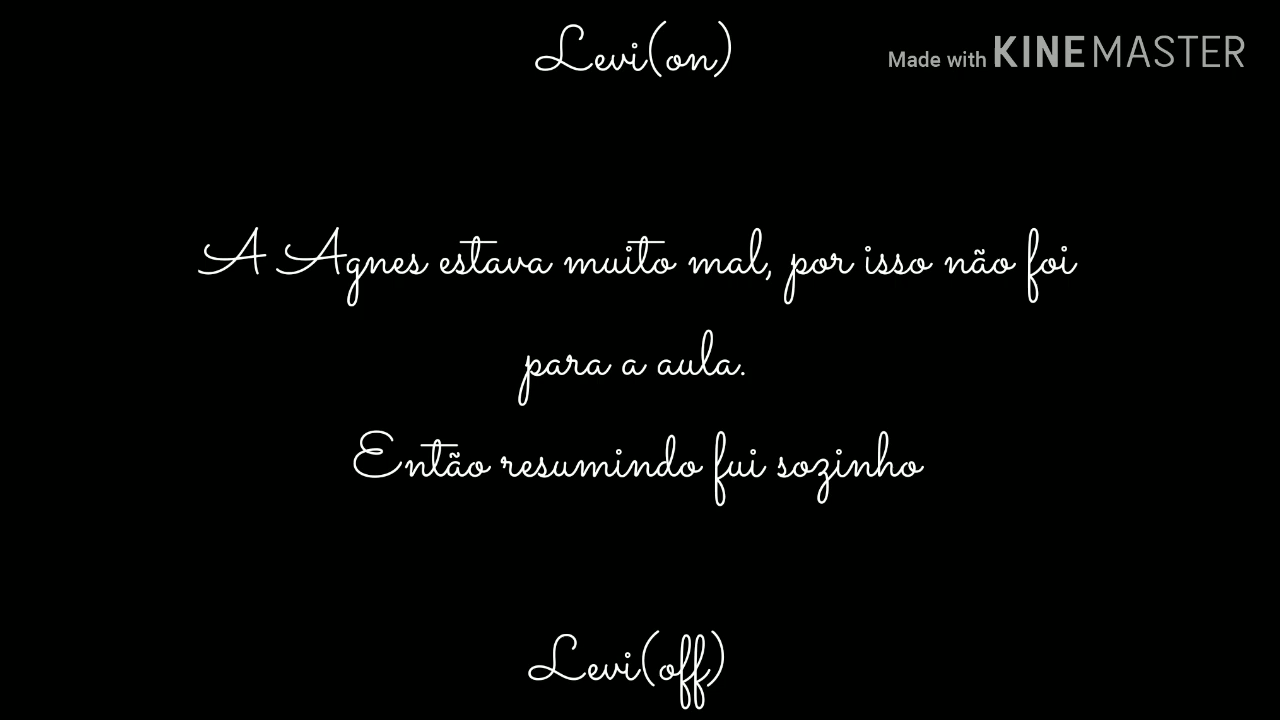 Levi(on)
Made with KINEMASTER
A Agnes estava muito mal, por isso não foi
para a aula.
Então resumindo fui sozinho
Levi(off)